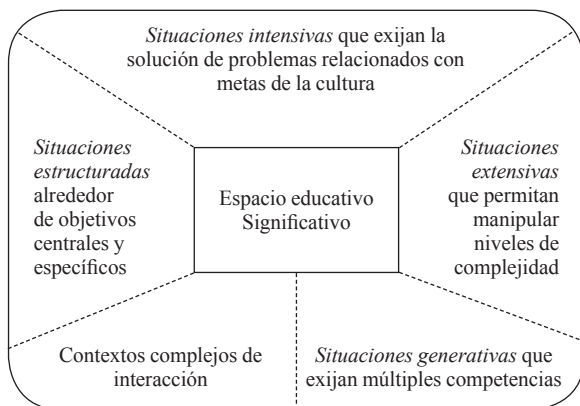 Situaciones intensivas que exijan la
solución de problemas relacionados con
metas de la cultura
Situaciones
estructuradas
alrededor
de objetivos
centrales y
específicos
Espacio educativo
Significativo
Situaciones
extensivas
que permitan
manipular
niveles de
complejidad
Contextos complejos de
interacción
Situaciones generativas que
exijan múltiples competencias